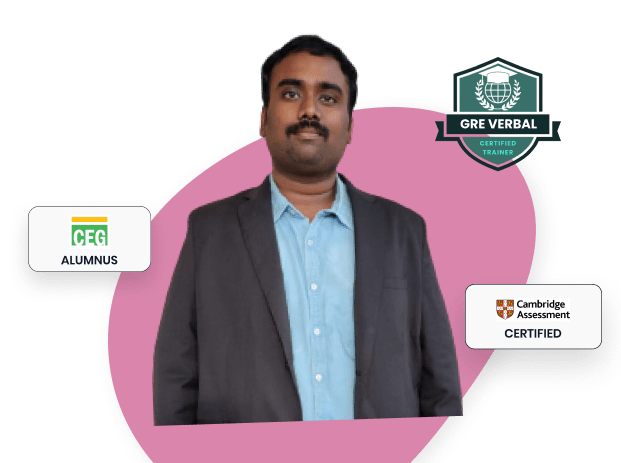 GRE VERBAL
CERTIFIED
TRAINER
CEG
ALUMNUS
Cambridge
Assessment
CERTIFIED